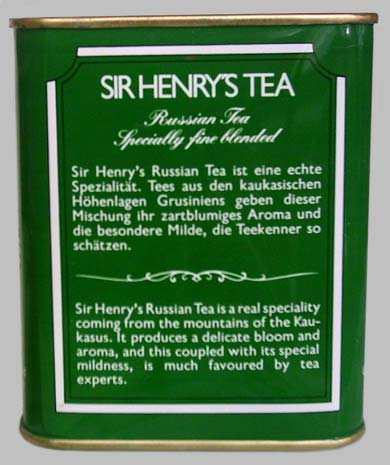 SIR HENRY'S TEA
Russian Tea
Specially fine blended
Sir Henry's Russian Tea ist eine echte
Spezialität. Tees aus den kaukasischen
Höhenlagen Grusiniens geben dieser
Mischung ihr zartblumiges Aroma und
die besondere Milde, die Teekenner so
schätzen.
Sir Henry's Russian Tea is a real speciality
coming from the mountains of the Kau-
kasus. It produces a delicate bloom and
aroma, and this coupled with its special
mildness, is much favoured by tea
experts.